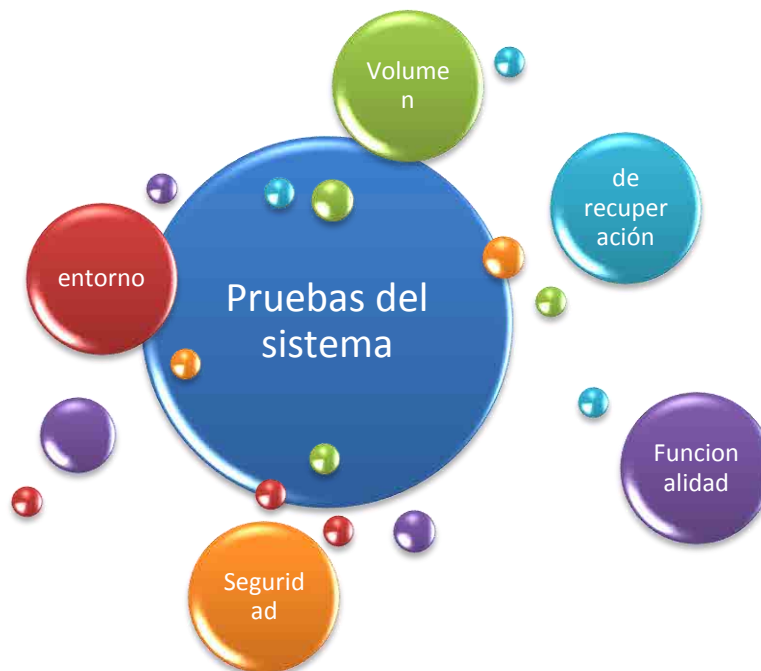 Volume
n
de
recuper
ación
entorno
Pruebas del
sistema
Funcion
alidad
Segurid
ad